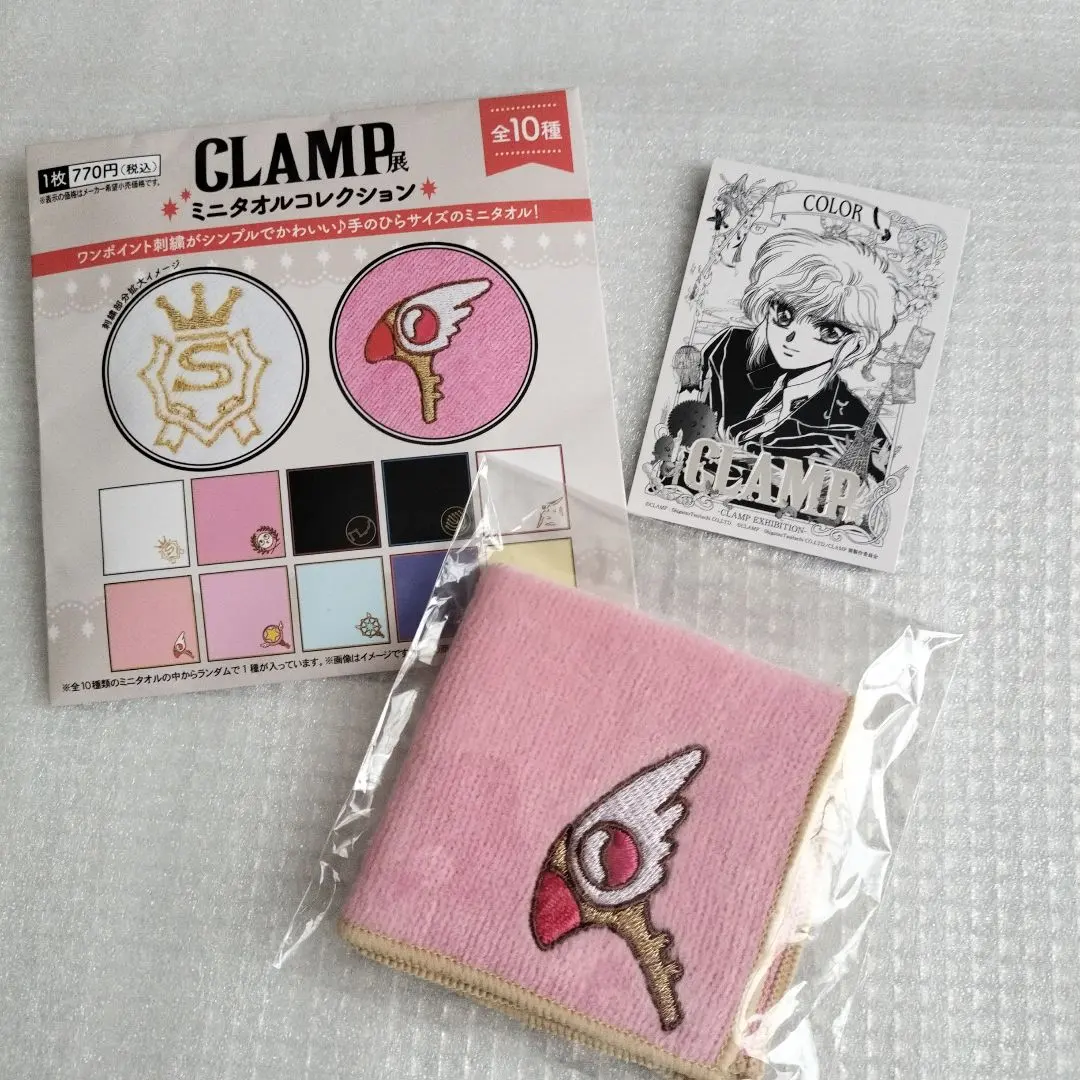 1枚 770円(税込)
※表示の価格はメーカー希望小売価格です。
CLAMP展
全10種
ミニタオルコレクション
ワンポイント刺繍がシンプルでかわいい♪手のひらサイズのミニタオル!
刺繍部分拡大イメージ
S
※全10種類のミニタオルの中からランダムで1種が入っています。※画像はイメージです
COLOR
CLAMP
-CLAMP EXHIBITION-